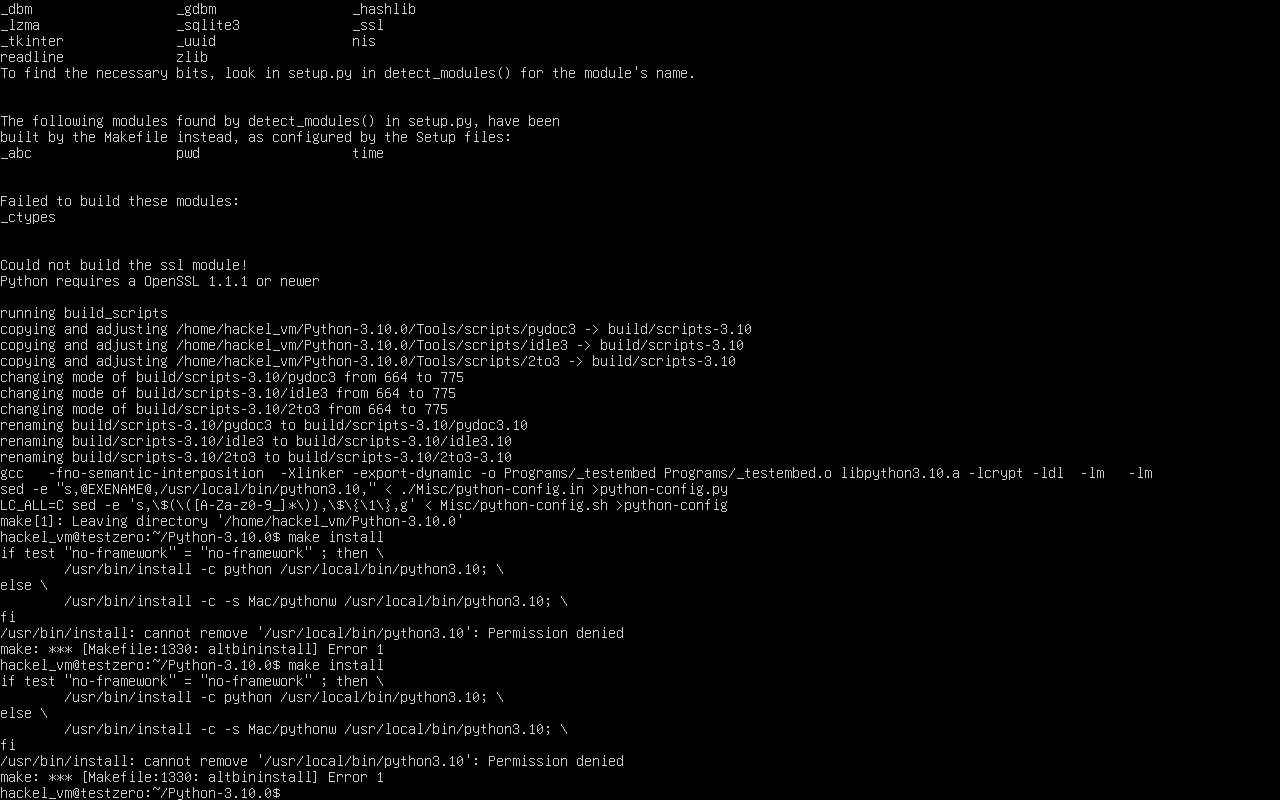 _dbm                  _gdbm                 _hashlib
_lzma                 _sqlite3              _ssl
_tkinter              _uuid                 nis
readline              zlib
To find the necessary bits, look in setup.py in detect_modules() for the module's name.
The following modules found by detect_modules() in setup.py, have been
built by the Makefile instead, as configured by the Setup files:
_abc                  pwd                   time
Failed to build these modules:
_ctypes
Could not build the ssl module!
Python requires a OpenSSL 1.1.1 or newer
running build_scripts
copying and adjusting /home/hackel_vm/Python-3.10.0/Tools/scripts/pydoc3 -> build/scripts-3.10
copying and adjusting /home/hackel_vm/Python-3.10.0/Tools/scripts/idle3 -> build/scripts-3.10
copying and adjusting /home/hackel_vm/Python-3.10.0/Tools/scripts/2to3 -> build/scripts-3.10
changing mode of build/scripts-3.10/pydoc3 from 664 to 775
changing mode of build/scripts-3.10/idle3 from 664 to 775
changing mode of build/scripts-3.10/2to3 from 664 to 775
renaming build/scripts-3.10/pydoc3 to build/scripts-3.10/pydoc3.10
renaming build/scripts-3.10/idle3 to build/scripts-3.10/idle3.10
renaming build/scripts-3.10/2to3 to build/scripts-3.10/2to3-3.10
gcc   -fno-semantic-interposition  -Xlinker -export-dynamic -o Programs/_testembed Programs/_testembed.o libpython3.10.a -lcrypt -ldl  -lm   -lm
sed -e "s,@EXENAME@,/usr/local/bin/python3.10," < ./Misc/python-config.in >python-config.py
LC_ALL=C sed -e 's,\$(\([A-Za-z0-9_]*\)),\$\{\1\},g' < Misc/python-config.sh >python-config
make[1]: Leaving directory '/home/hackel_vm/Python-3.10.0'
hackel_vm@testzero:~/Python-3.10.0$ make install
if test "no-framework" = "no-framework" ; then \
        /usr/bin/install -c python /usr/local/bin/python3.10; \
else \
        /usr/bin/install -c -s Mac/pythonw /usr/local/bin/python3.10; \
fi
/usr/bin/install: cannot remove '/usr/local/bin/python3.10': Permission denied
make: *** [Makefile:1330: altbininstall] Error 1
hackel_vm@testzero:~/Python-3.10.0$ make install
if test "no-framework" = "no-framework" ; then \
        /usr/bin/install -c python /usr/local/bin/python3.10; \
else \
        /usr/bin/install -c -s Mac/pythonw /usr/local/bin/python3.10; \
fi
/usr/bin/install: cannot remove '/usr/local/bin/python3.10': Permission denied
make: *** [Makefile:1330: altbininstall] Error 1
hackel_vm@testzero:~/Python-3.10.0$